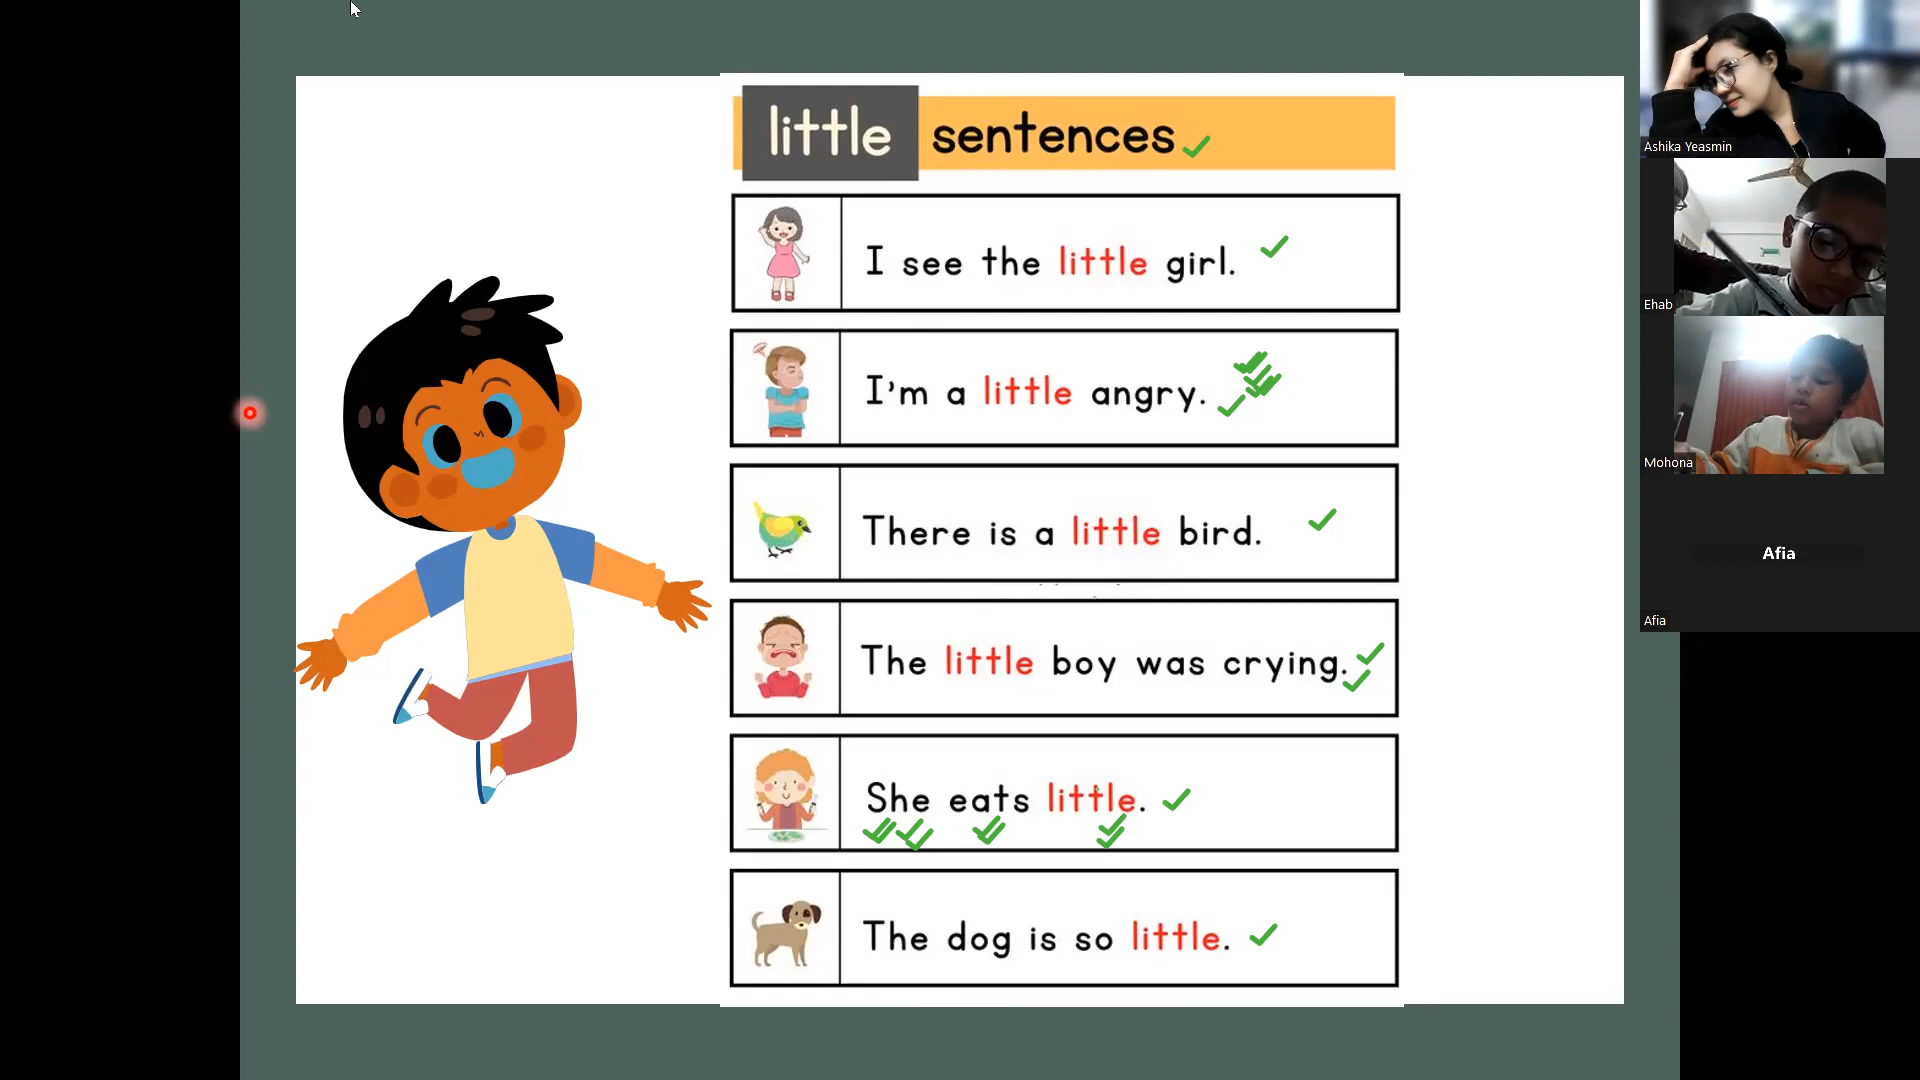 little sentences
I see the little girl.
I'm a little angry.
There is a little bird.
The little boy was crying.
She eats little.
The dog is so little.
Ashika Yeasmin
Ehab
Mohona
Afia
Afia